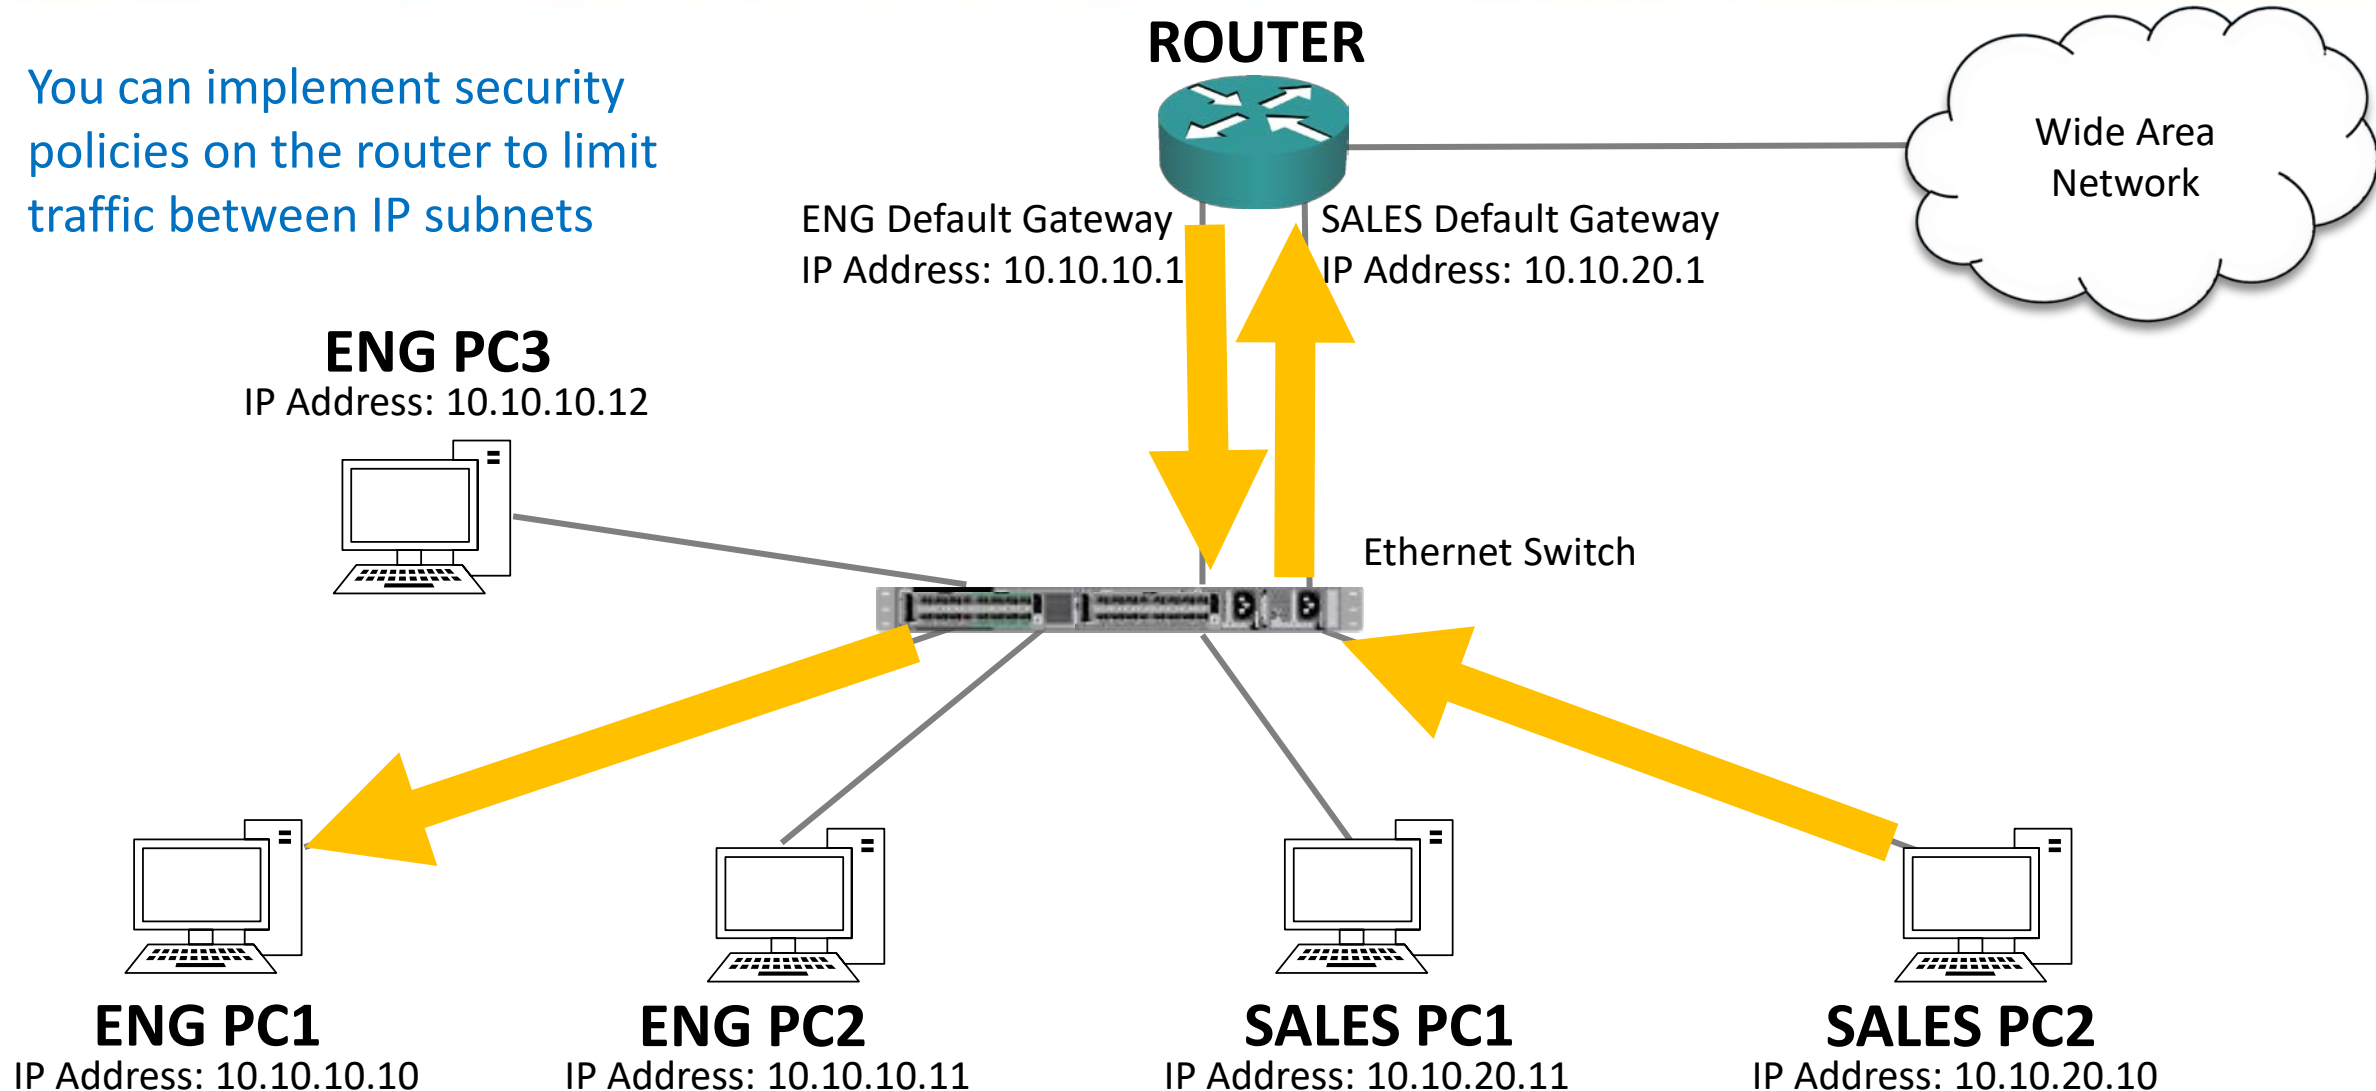 ROUTER
You can implement security
policies on the router to limit
traffic between IP subnets
Wide Area
Network
ENG Default Gateway
IP Address: 10.10.10.1
SALES Default Gateway
IP Address: 10.10.20.1
ENG PC3
IP Address: 10.10.10.12
Ethernet Switch
ENG PC1
IP Address: 10.10.10.10
ENG PC2
IP Address: 10.10.10.11
SALES PC1
IP Address: 10.10.20.11
SALES PC2
IP Address: 10.10.20.10